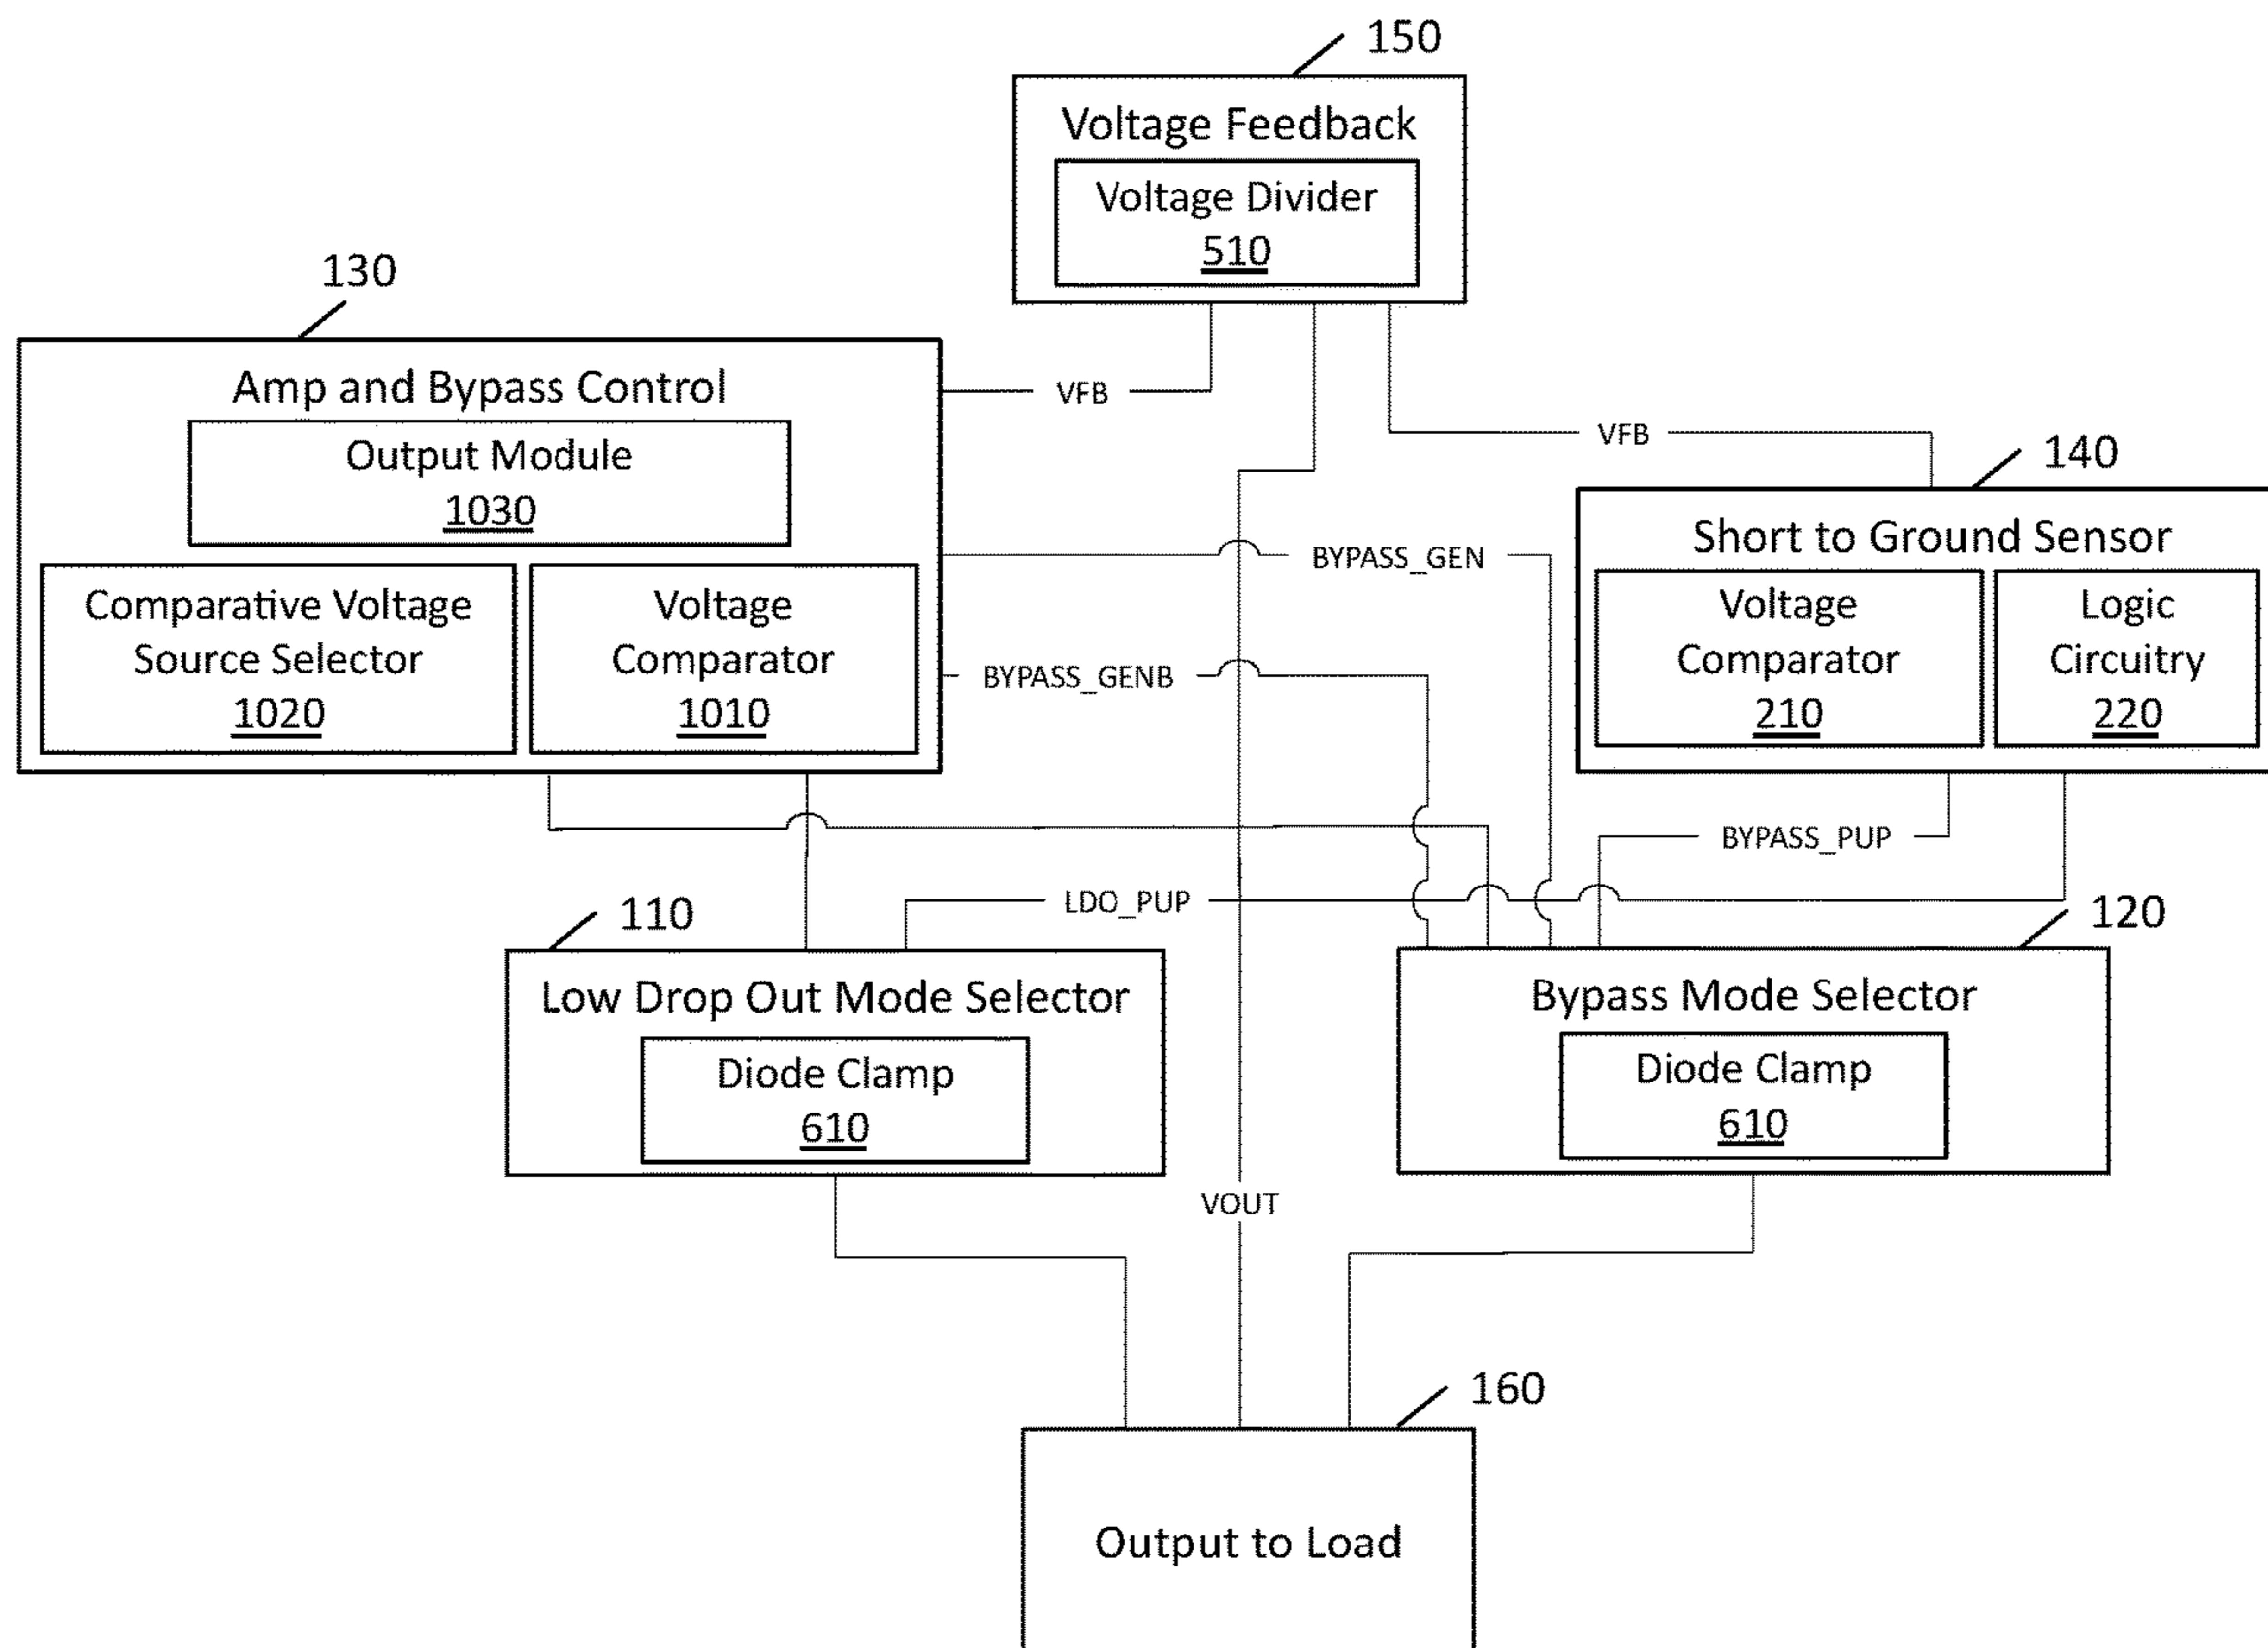 150
Voltage Feedback
Voltage Divider
510
130
Amp and Bypass Control
Output Module
1030
Comparative Voltage
Source Selector
1020
Voltage
Comparator
1010
VFB
VFB
140
Short to Ground Sensor
Voltage
Comparator
210
Logic
Circuitry
220
BYPASS_GEN
BYPASS_GENB
BYPASS_PUP
LDO_PUP
110
Low Drop Out Mode Selector
Diode Clamp
610
120
Bypass Mode Selector
Diode Clamp
610
VOUT
160
Output to Load